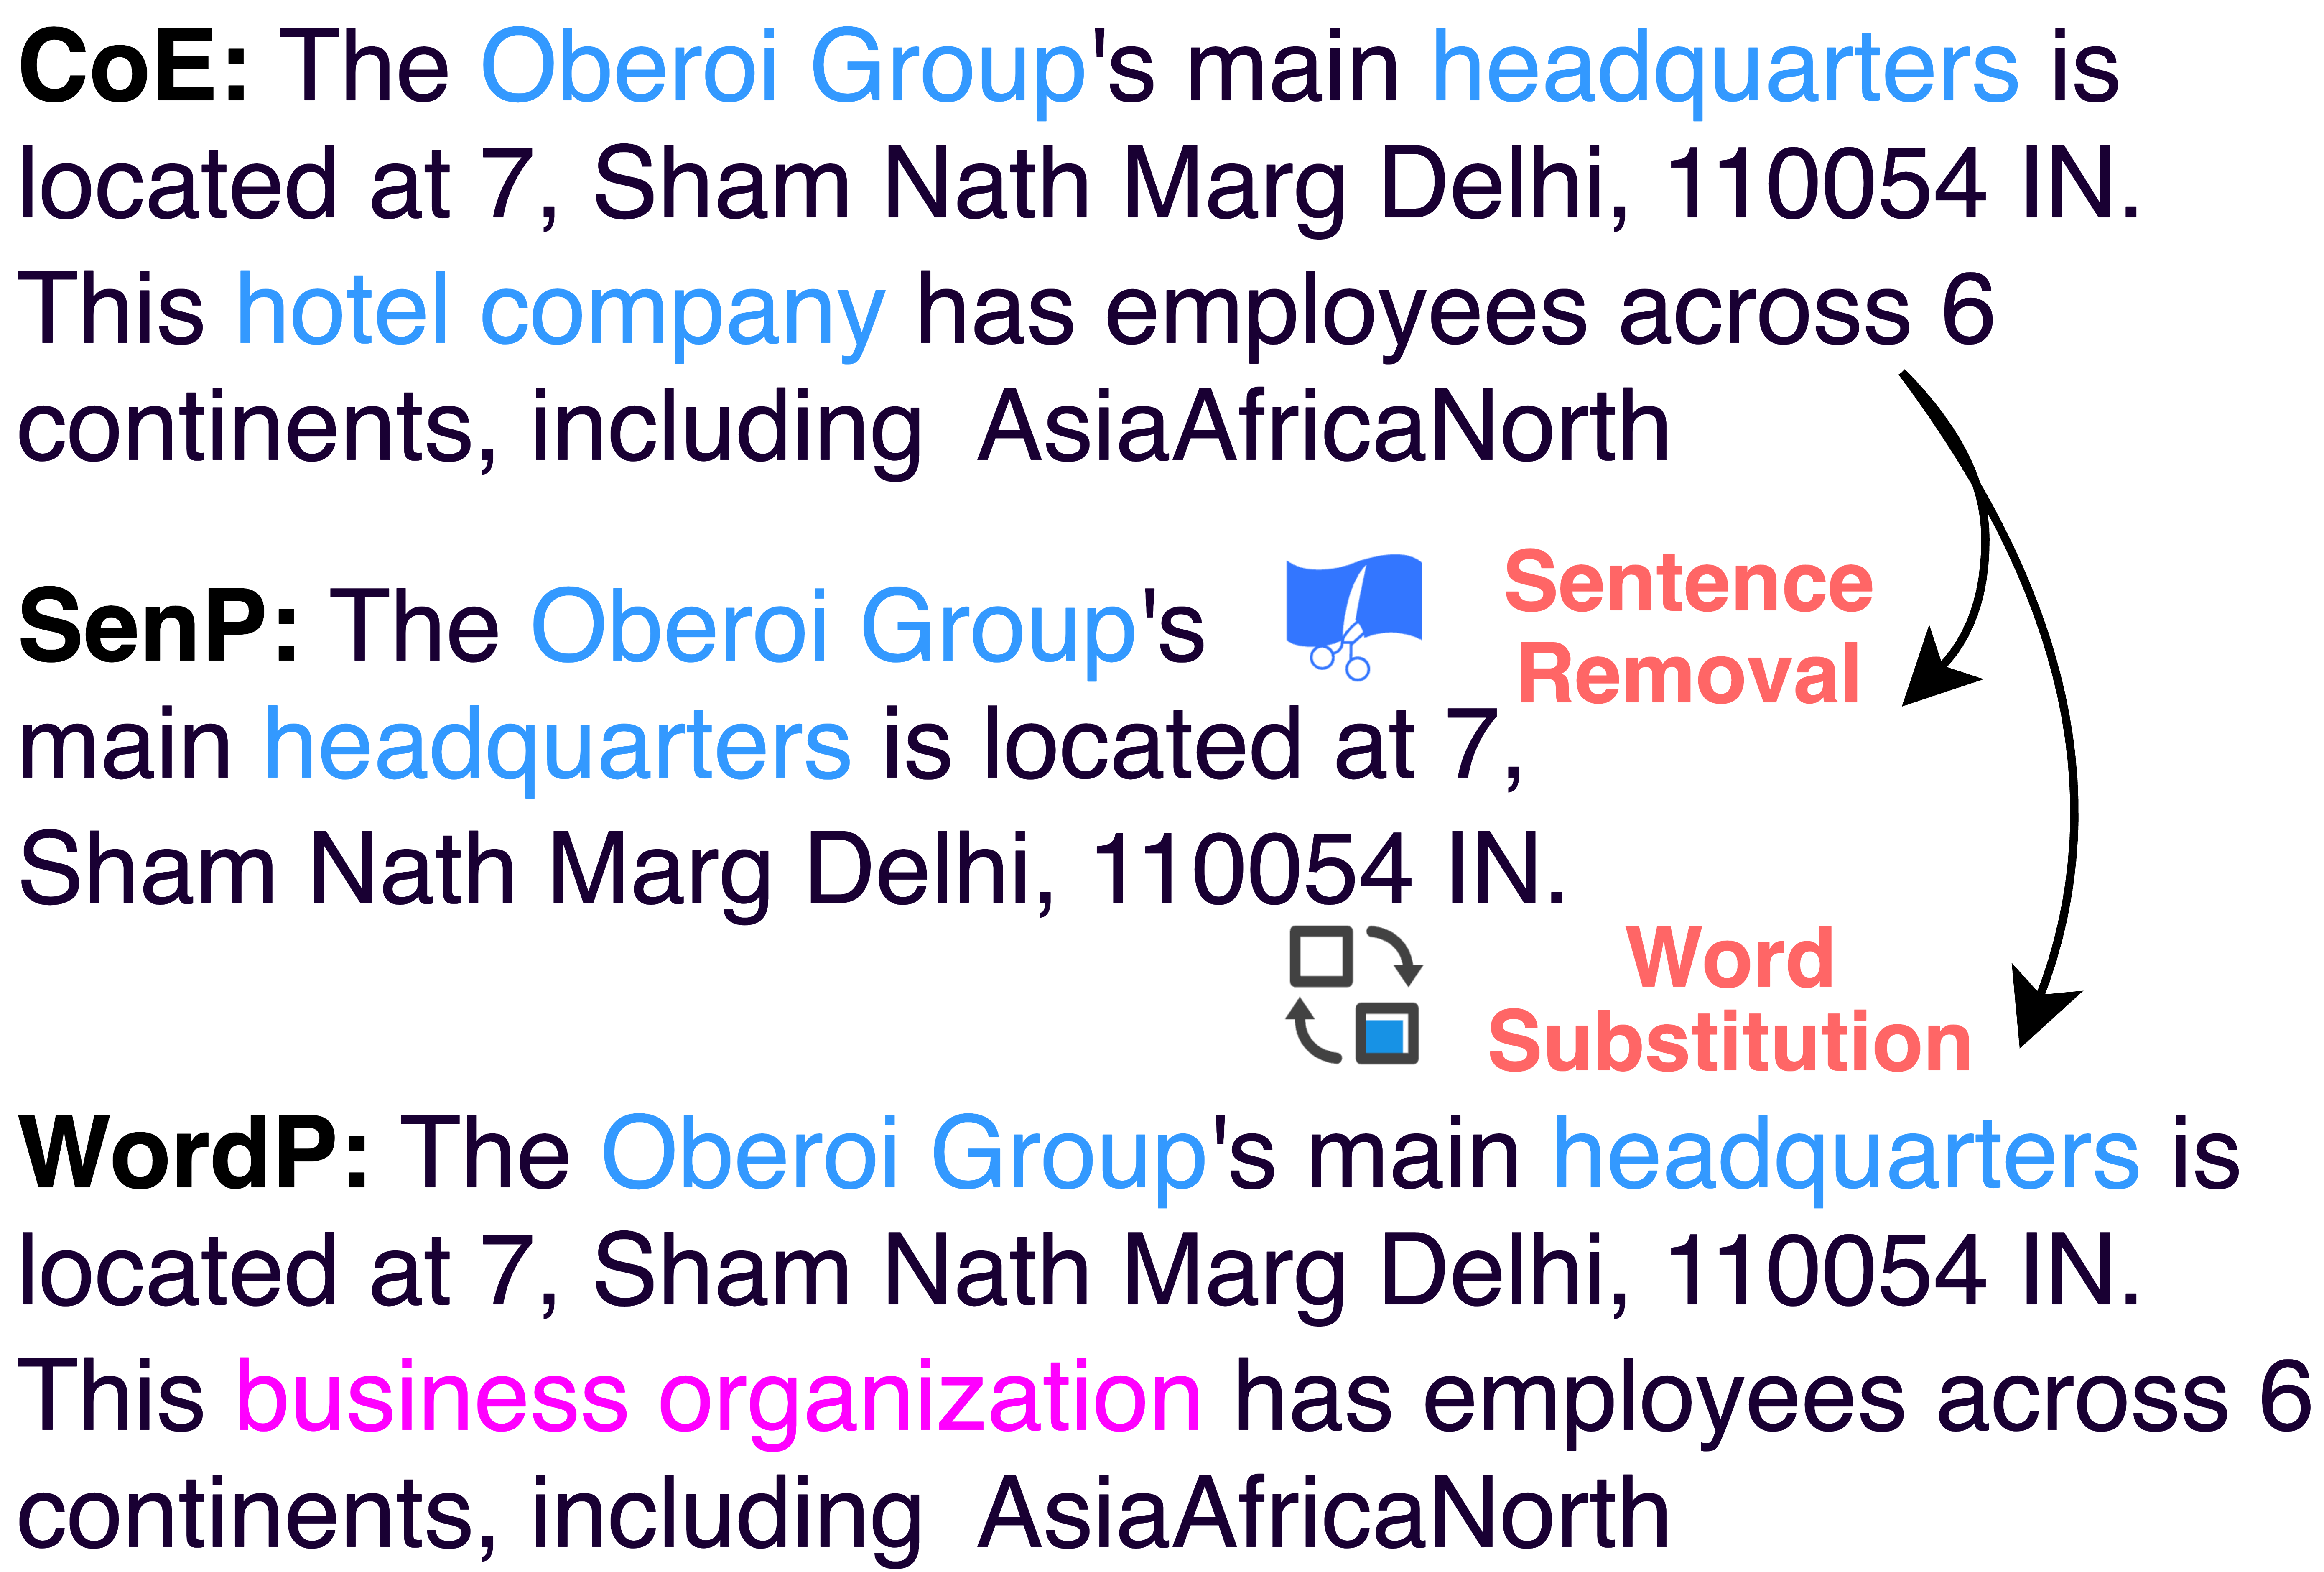 CoE: The Oberoi Group's main headquarters is
located at 7, Sham Nath Marg Delhi, 110054 IN.
This hotel company has employees across 6
continents, including AsiaAfricaNorth
Sentence
Removal
SenP: The Oberoi Group's
main headquarters is located at 7,
Sham Nath Marg Delhi, 110054 IN.
Word
Substitution
WordP: The Oberoi Group's main headquarters is
located at 7, Sham Nath Marg Delhi, 110054 IN.
This business organization has employees across 6
continents, including AsiaAfricaNorth